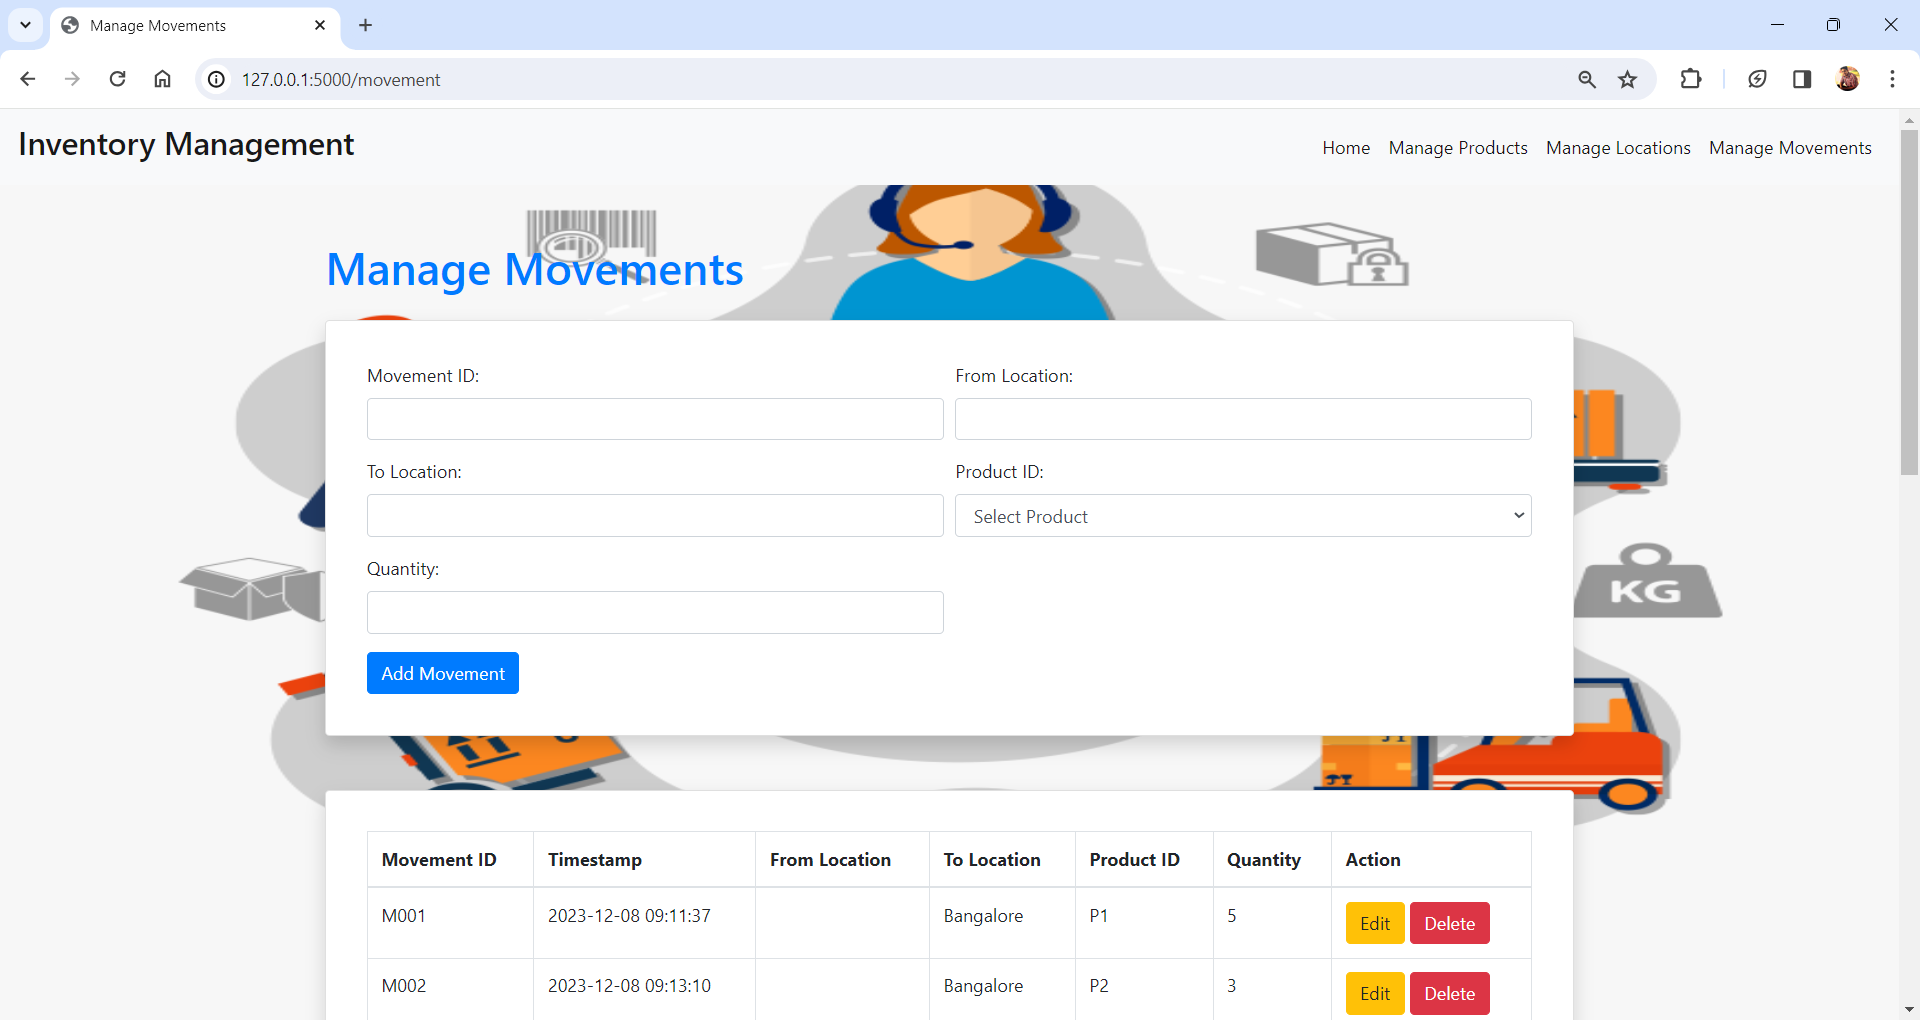 Manage Movements
127.0.0.1:5000/movement
Inventory Management
Home Manage Products Manage Locations Manage Movements
Manage Movements
Movement ID: From Location:
To Location: Product ID:
Select Product
KG
Quantity:
Add Movement
Movement ID Timestamp From Location To Location Product ID Quantity Action
M001 2023-12-08 09:11:37 Bangalore P1 5 Edit Delete
M002 2023-12-08 09:13:10 Bangalore P2 3 Edit Delete